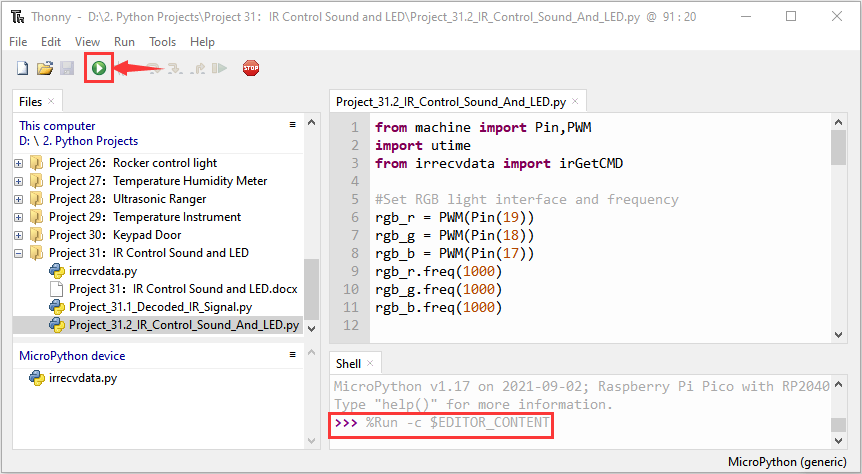 Thonny - D:\2. Python Projects\Project 31：IR Control Sound and LED\Project_31.2_IR_Control_Sound_And_LED.py @ 91 : 20
File Edit View Run Tools Help
STOP
Files
This computer
D: \ 2. Python Projects
Project 26：Rocker control light
Project 27：Temperature Humidity Meter
Project 28：Ultrasonic Ranger
Project 29：Temperature Instrument
Project 30：Keypad Door
Project 31：IR Control Sound and LED
irrecvdata.py
Project 31：IR Control Sound and LED.docx
Project_31.1_Decoded_IR_Signal.py
Project_31.2_IR_Control_Sound_And_LED.py
MicroPython device
irrecvdata.py
Project_31.2_IR_Control_Sound_And_LED.py
1 from machine import Pin,PWM
2 import utime
3 from irrecvdata import irGetCMD
4
5 #Set RGB light interface and frequency
6 rgb_r = PWM(Pin(19))
7 rgb_g = PWM(Pin(18))
8 rgb_b = PWM(Pin(17))
9 rgb_r.freq(1000)
10 rgb_g.freq(1000)
11 rgb_b.freq(1000)
12
Shell
MicroPython v1.17 on 2021-09-02; Raspberry Pi Pico with RP2040
Type "help()" for more information.
>>> %Run -c $EDITOR_CONTENT
MicroPython (generic)